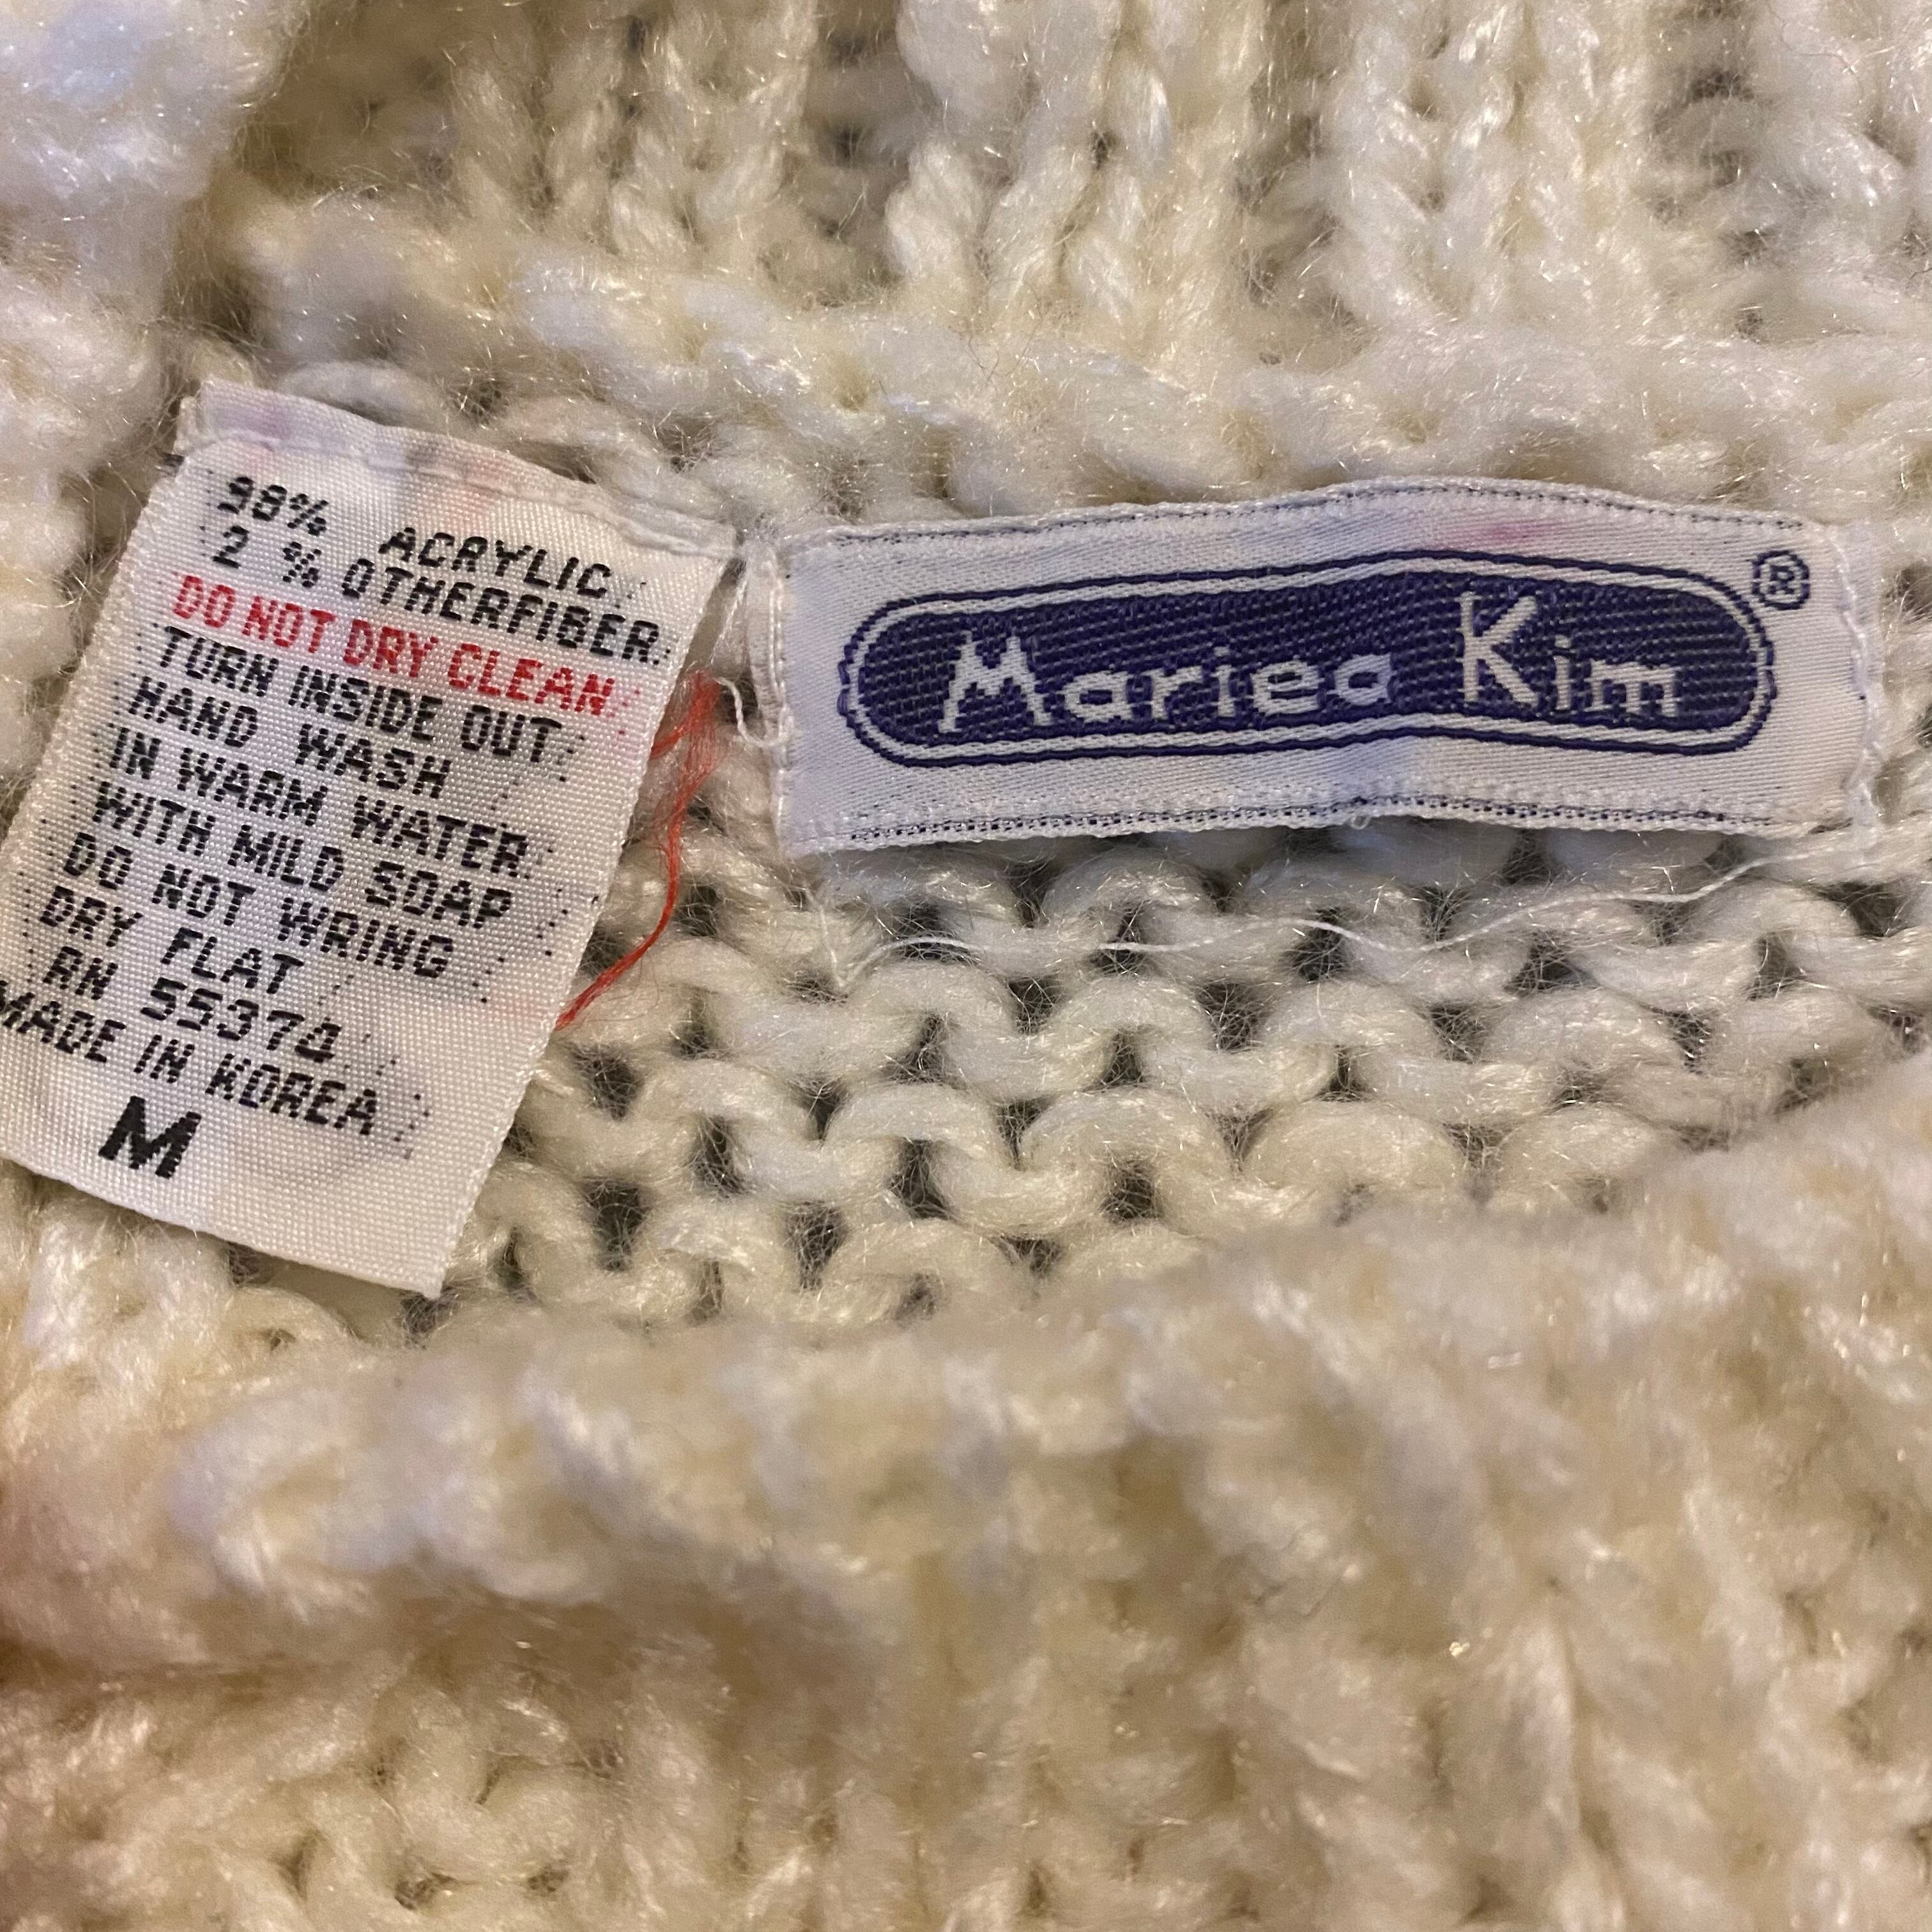 98% ACRYLIC
2 % OTHERFIBER
DO NOT DRY CLEAN
TURN INSIDE OUT
HAND WASH
IN WARM WATER
WITH MILD SOAP
DO NOT WRING
DRY FLAT
RN 55374
MADE IN KOREA
M
Mariea Kim ®